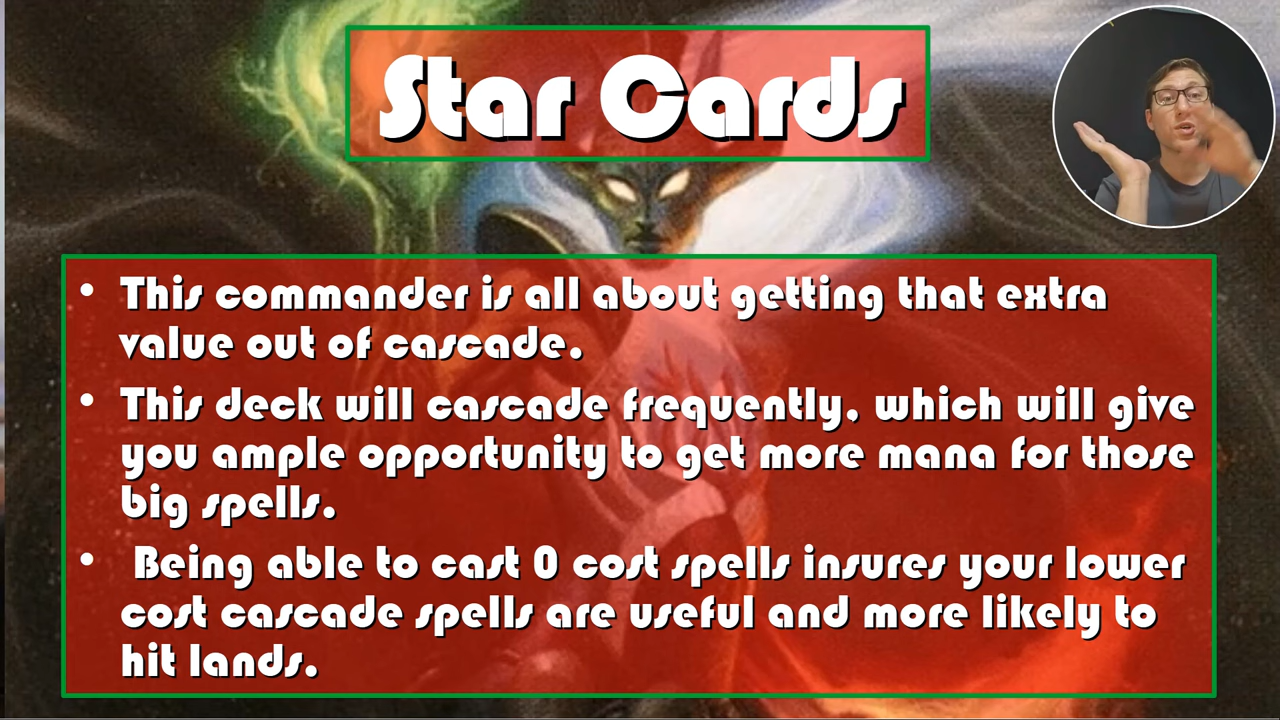 Star Cards
• This commander is all about getting that extra
value out of cascade.
• This deck will cascade frequently, which will give
you ample opportunity to get more mana for those
big spells.
• Being able to cast 0 cost spells insures your lower
cost cascade spells are useful and more likely to
hit lands.